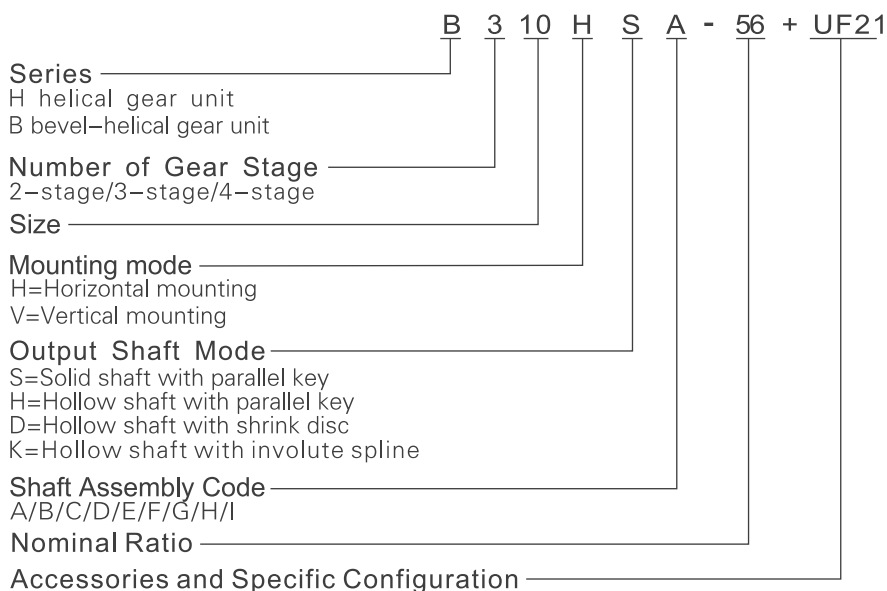 B 3 10 H S A - 56 + UF21
Series
H helical gear unit
B bevel–helical gear unit
Number of Gear Stage
2–stage/3–stage/4–stage
Size
Mounting mode
H=Horizontal mounting
V=Vertical mounting
Output Shaft Mode
S=Solid shaft with parallel key
H=Hollow shaft with parallel key
D=Hollow shaft with shrink disc
K=Hollow shaft with involute spline
Shaft Assembly Code
A/B/C/D/E/F/G/H/I
Nominal Ratio
Accessories and Specific Configuration